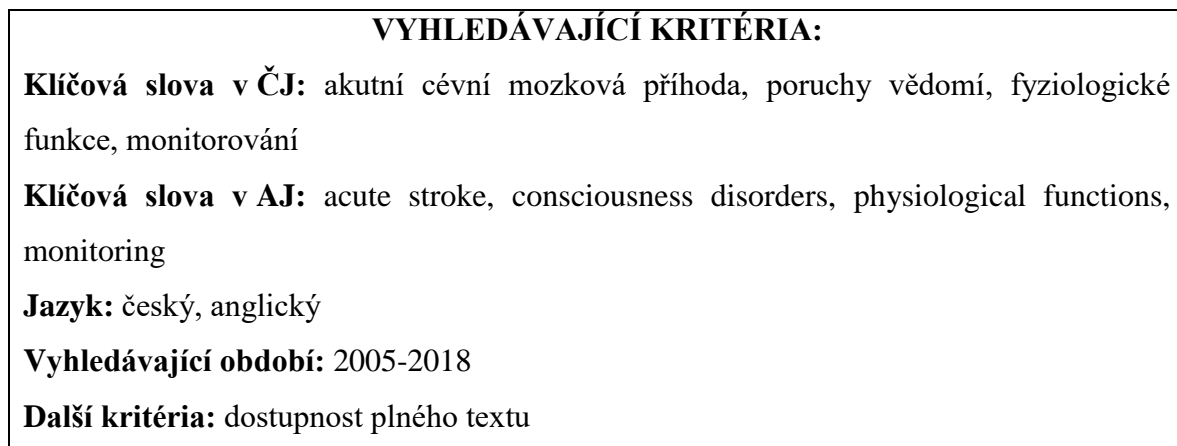 VYHLEDÁVAJÍCÍ KRITÉRIA:
Klíčová slova v ČJ: akutní cévní mozková příhoda, poruchy vědomí, fyziologické
funkce, monitorování
Klíčová slova v AJ: acute stroke, consciousness disorders, physiological functions,
monitoring
Jazyk: český, anglický
Vyhledávající období: 2005-2018
Další kritéria: dostupnost plného textu